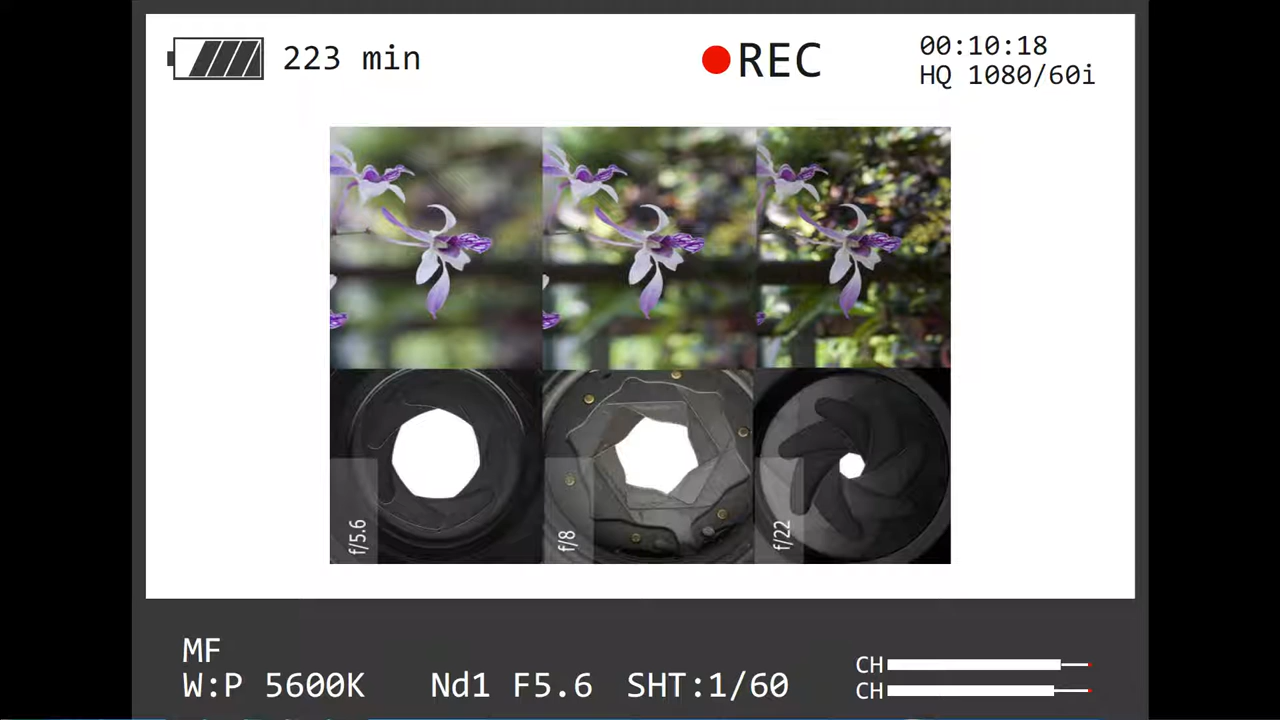 223 min
REC
00:10:18
HQ 1080/60i
f/5.6
f/8
f/22
MF
W:P 5600K Nd1 F5.6 SHT:1/60
CH
CH